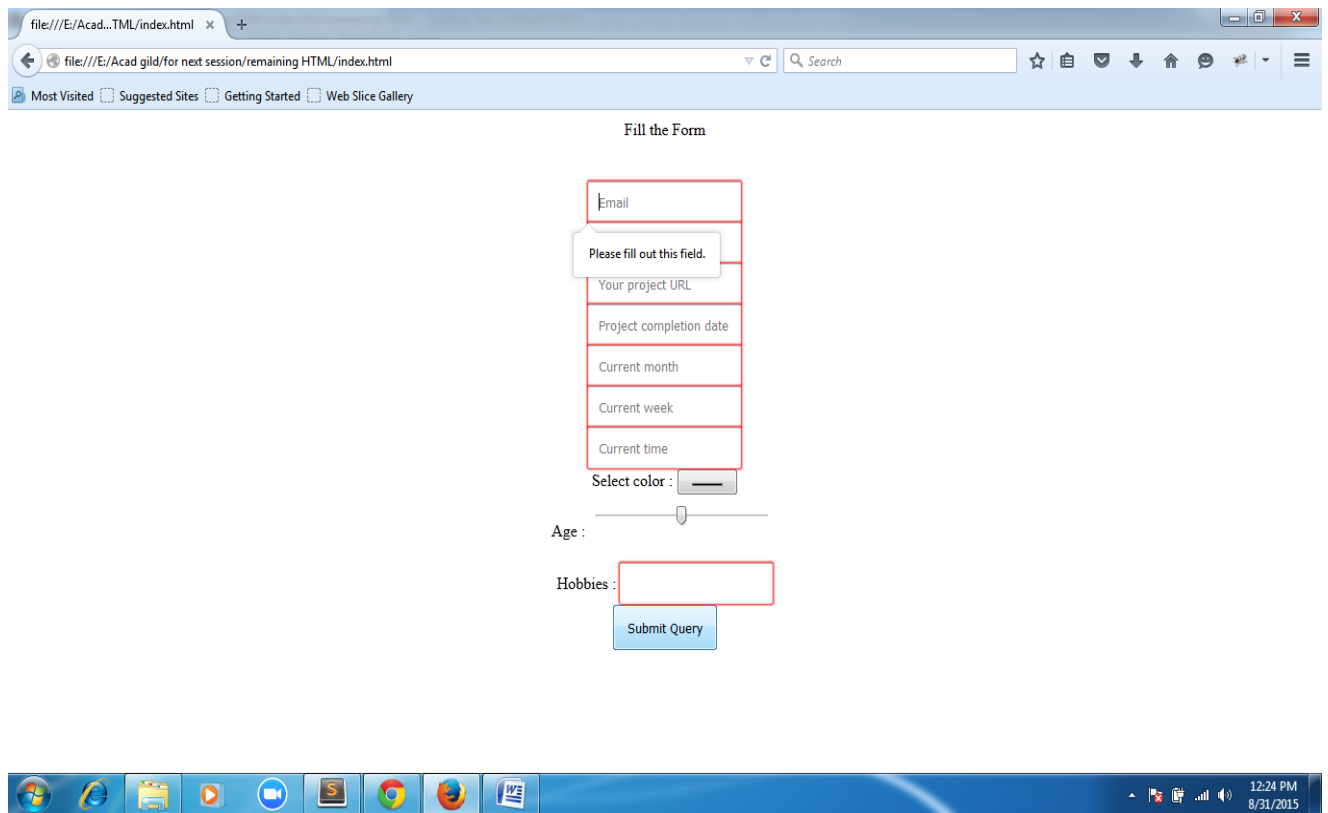 file:///E:/Acad...TML/index.html × +
file:///E:/Acad gild/for next session/remaining HTML/index.html
Search
Most Visited Suggested Sites Getting Started Web Slice Gallery
Fill the Form
Email
Please fill out this field.
Your project URL
Project completion date
Current month
Current week
Current time
Select color :
Age :
Hobbies :
Submit Query
12:24 PM
8/31/2015